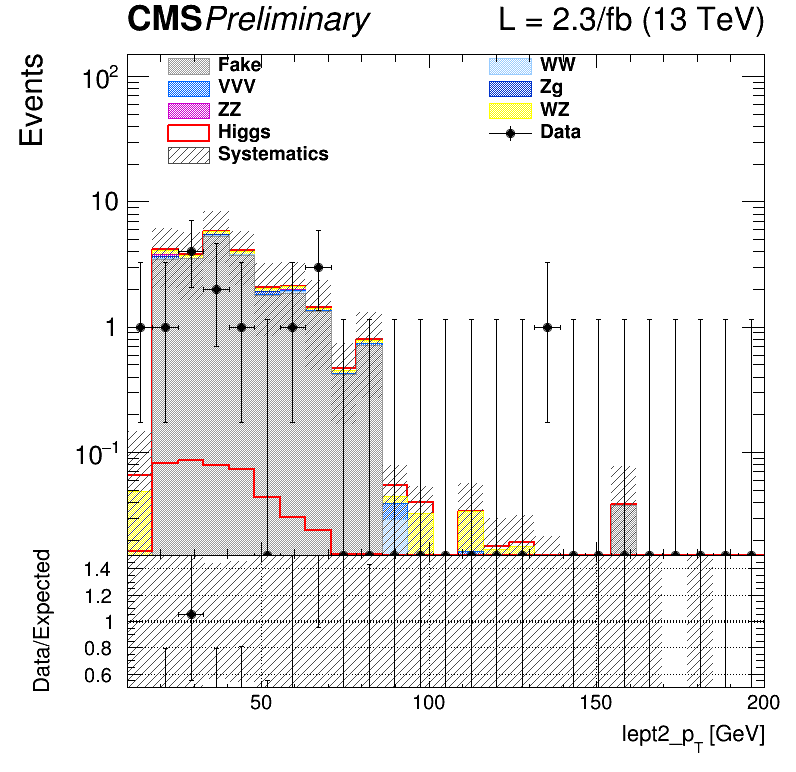 CMS Preliminary L = 2.3/fb (13 TeV)
Events
10²
10
1
10⁻¹
Fake
VVV
ZZ
Higgs
Systematics
WW
Zg
WZ
Data
Data/Expected
1.4
1.2
1
0.8
0.6
50 100 150 200
lept2_p_T [GeV]